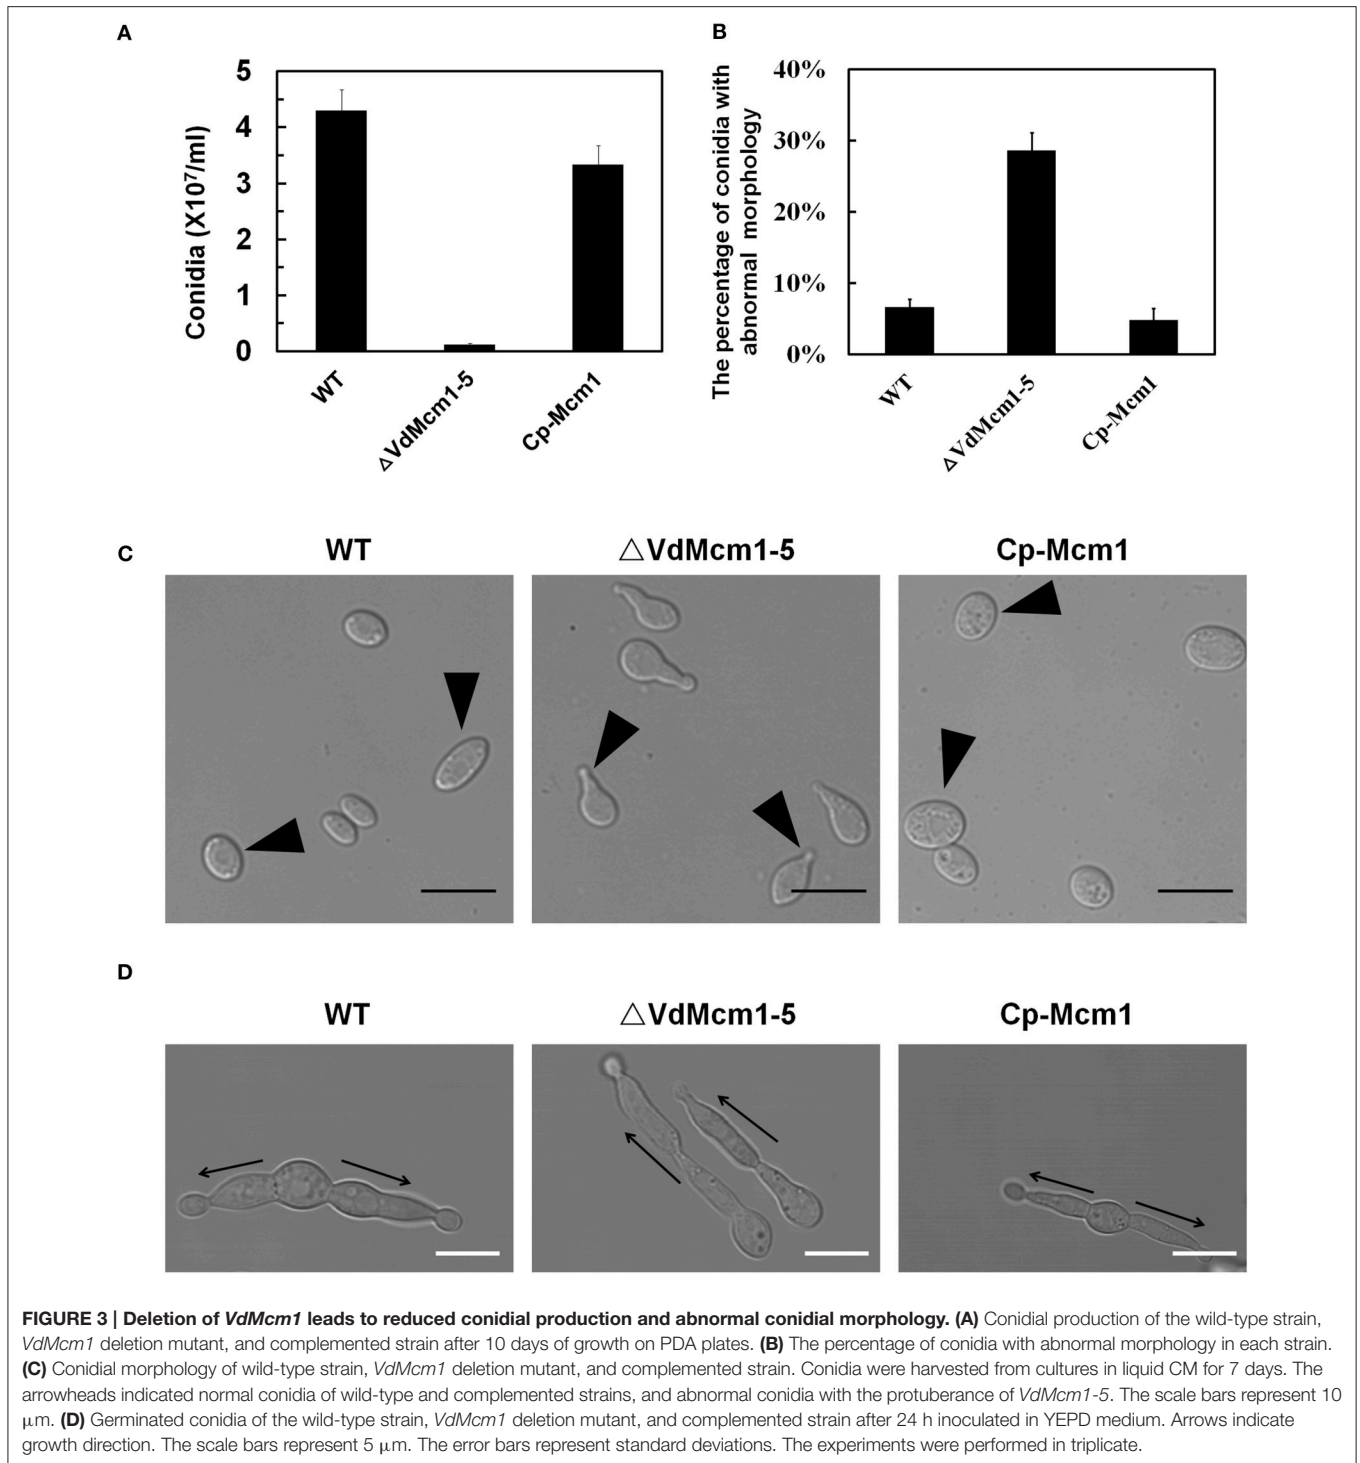 A
B
5
4
3
2
1
0
Conidia (X10⁷/ml)
WT
ΔVdMcm1-5
Cp-Mcm1
The percentage of conidia with
abnormal morphology
40%
30%
20%
10%
0%
WT
ΔVdMcm1-5
Cp-Mcm1
C
WT
△VdMcm1-5
Cp-Mcm1
D
WT
△VdMcm1-5
Cp-Mcm1
FIGURE 3 | Deletion of VdMcm1 leads to reduced conidial production and abnormal conidial morphology. (A) Conidial production of the wild-type strain,
VdMcm1 deletion mutant, and complemented strain after 10 days of growth on PDA plates. (B) The percentage of conidia with abnormal morphology in each strain.
(C) Conidial morphology of wild-type strain, VdMcm1 deletion mutant, and complemented strain. Conidia were harvested from cultures in liquid CM for 7 days. The
arrowheads indicated normal conidia of wild-type and complemented strains, and abnormal conidia with the protuberance of VdMcm1-5. The scale bars represent 10
μm. (D) Germinated conidia of the wild-type strain, VdMcm1 deletion mutant, and complemented strain after 24 h inoculated in YEPD medium. Arrows indicate
growth direction. The scale bars represent 5 μm. The error bars represent standard deviations. The experiments were performed in triplicate.